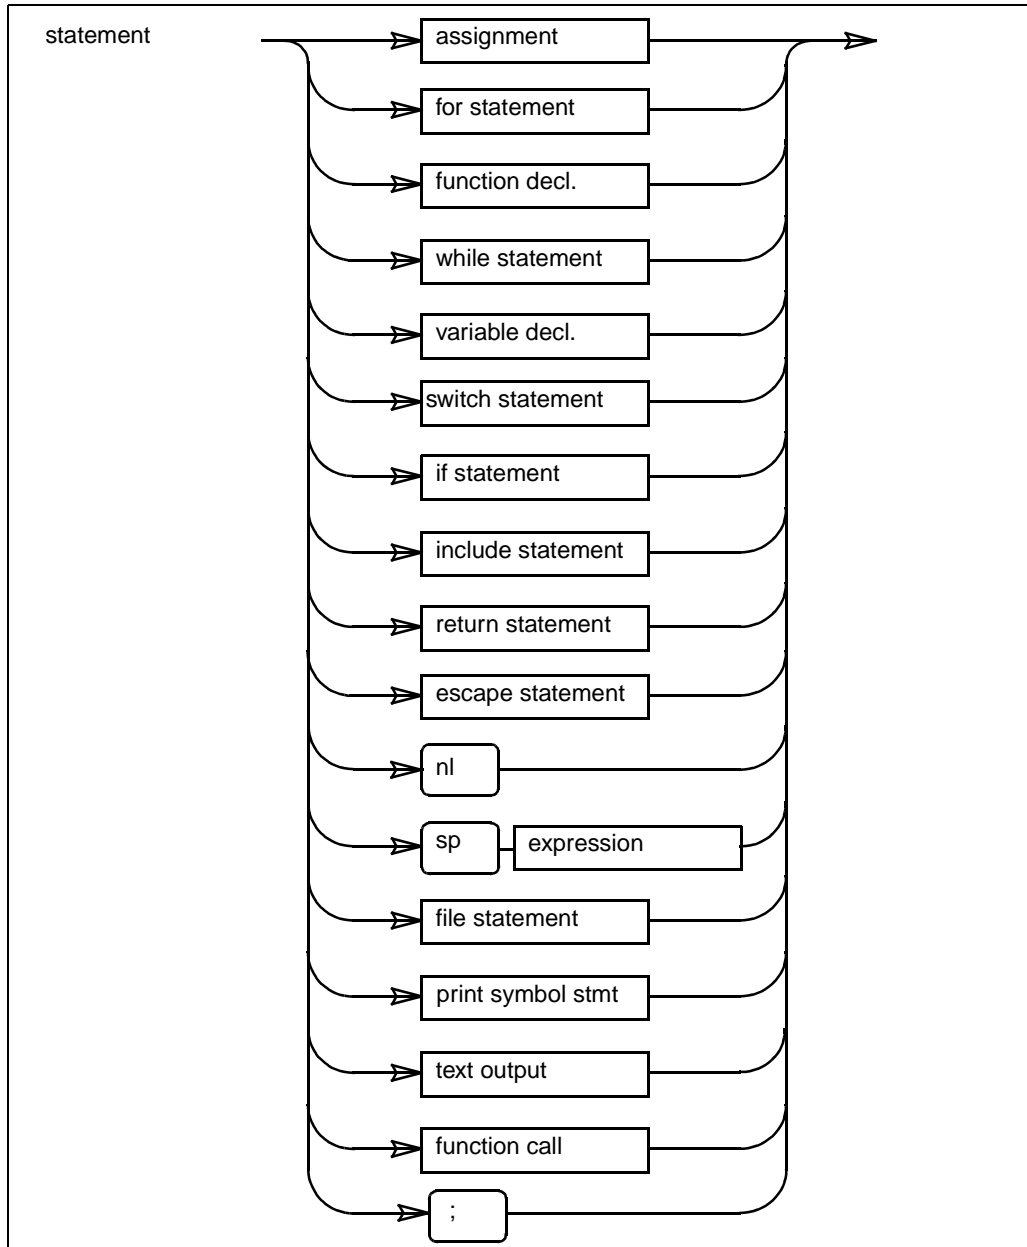 statement
assignment
for statement
function decl.
while statement
variable decl.
switch statement
if statement
include statement
return statement
escape statement
nl
sp expression
file statement
print symbol stmt
text output
function call
;